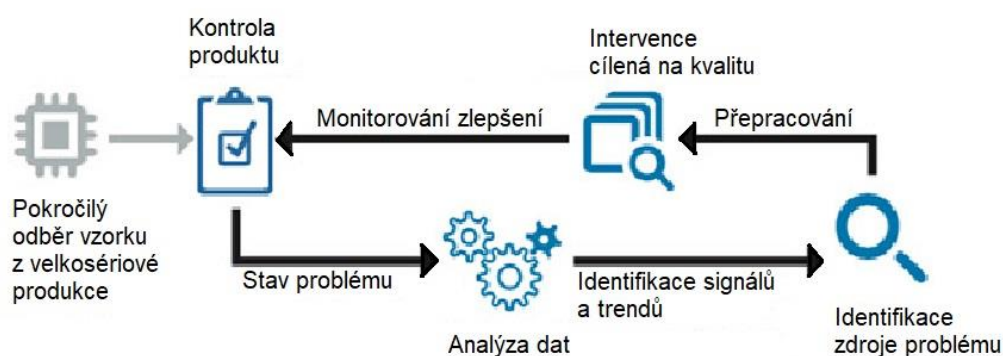 Kontrola
produktu
Intervence
cílená na kvalitu
Monitorování zlepšení
Přepracování
Pokročilý
odběr vzorku
z velkosériové
produkce
Stav problému
Identifikace signálů
a trendů
Analýza dat
Identifikace
zdroje problému